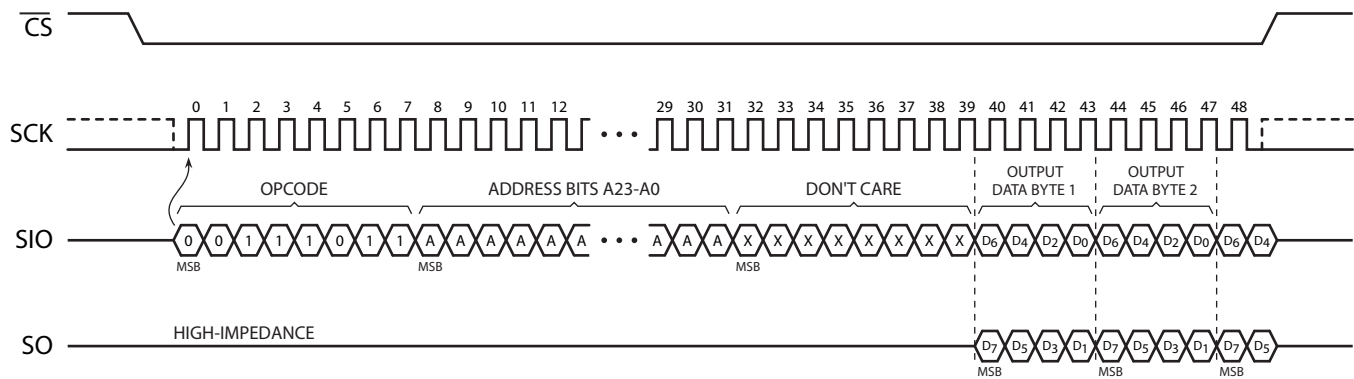 CS
0 1 2 3 4 5 6 7 8 9 10 11 12 29 30 31 32 33 34 35 36 37 38 39 40 41 42 43 44 45 46 47 48
SCK
OPCODE ADDRESS BITS A23-A0 DON'T CARE OUTPUT DATA BYTE 1 OUTPUT DATA BYTE 2
SIO 0 0 1 1 1 0 1 1 A A A A A A A A A X X X X X X X X D6 D4 D2 D0 D6 D4 D2 D0 D6 D4
MSB MSB MSB
HIGH-IMPEDANCE
SO D7 D5 D3 D1 D7 D5 D3 D1 D7 D5
MSB MSB MSB